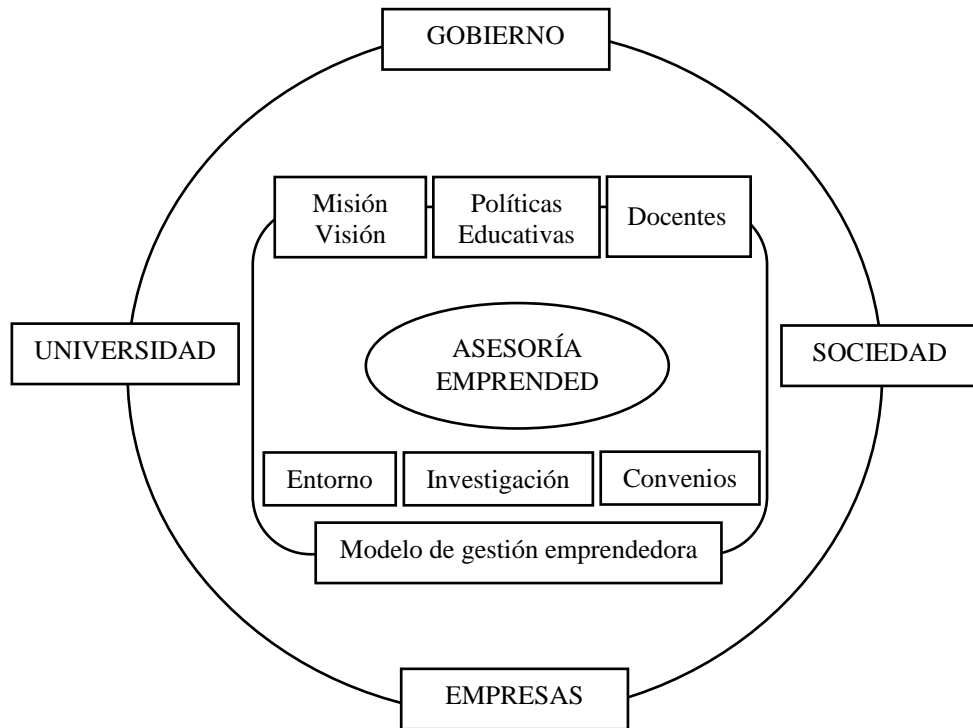 GOBIERNO
Misión
Visión
Políticas
Educativas
Docentes
UNIVERSIDAD
ASESORÍA
EMPRENDED
SOCIEDAD
Entorno
Investigación
Convenios
Modelo de gestión emprendedora
EMPRESAS